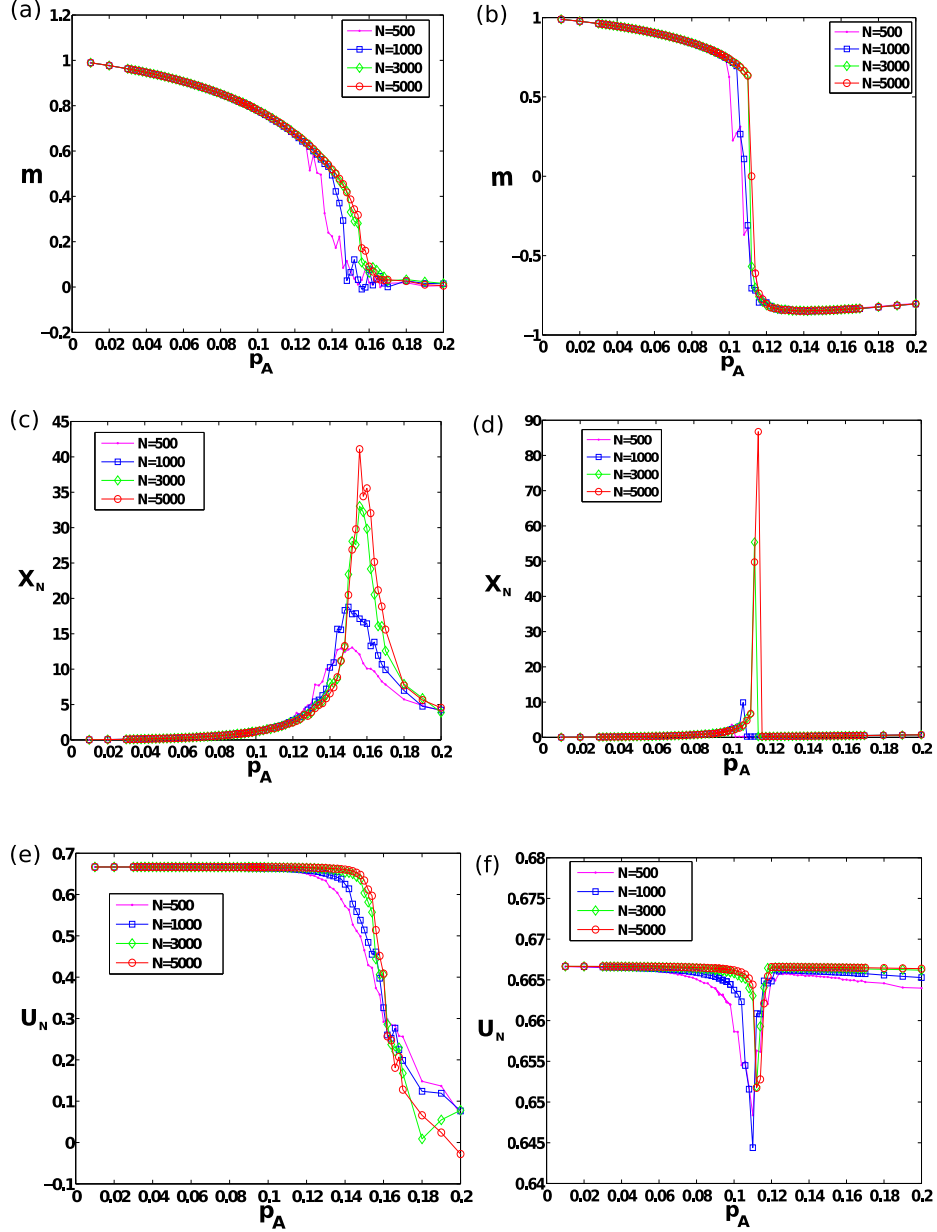 (a)
1.2
1
0.8
0.6
0.4
0.2
0
−0.2
m
N=500
N=1000
N=3000
N=5000
0 0.02 0.04 0.06 0.08 0.1 0.12 0.14 0.16 0.18 0.2
pA
(b)
1
0.5
0
−0.5
−1
m
N=500
N=1000
N=3000
N=5000
0 0.02 0.04 0.06 0.08 0.1 0.12 0.14 0.16 0.18 0.2
pA
(c)
45
40
35
30
25
20
15
10
5
0
XN
N=500
N=1000
N=3000
N=5000
0 0.02 0.04 0.06 0.08 0.1 0.12 0.14 0.16 0.18 0.2
pA
(d)
90
80
70
60
50
40
30
20
10
0
XN
N=500
N=1000
N=3000
N=5000
0 0.02 0.04 0.06 0.08 0.1 0.12 0.14 0.16 0.18 0.2
pA
(e)
0.7
0.6
0.5
0.4
0.3
0.2
0.1
0
−0.1
UN
N=500
N=1000
N=3000
N=5000
0 0.02 0.04 0.06 0.08 0.1 0.12 0.14 0.16 0.18 0.2
pA
(f)
0.68
0.675
0.67
0.665
0.66
0.655
0.65
0.645
0.64
UN
N=500
N=1000
N=3000
N=5000
0 0.02 0.04 0.06 0.08 0.1 0.12 0.14 0.16 0.18 0.2
pA